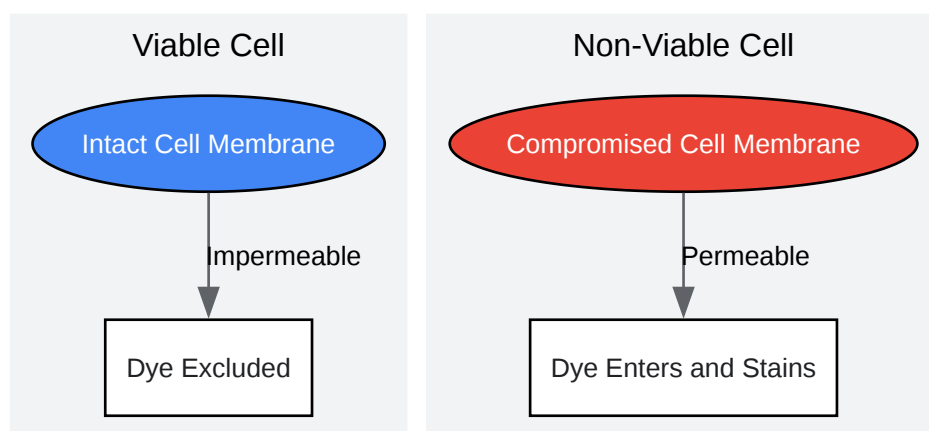 Viable Cell
Intact Cell Membrane
Impermeable
Dye Excluded
Non-Viable Cell
Compromised Cell Membrane
Permeable
Dye Enters and Stains